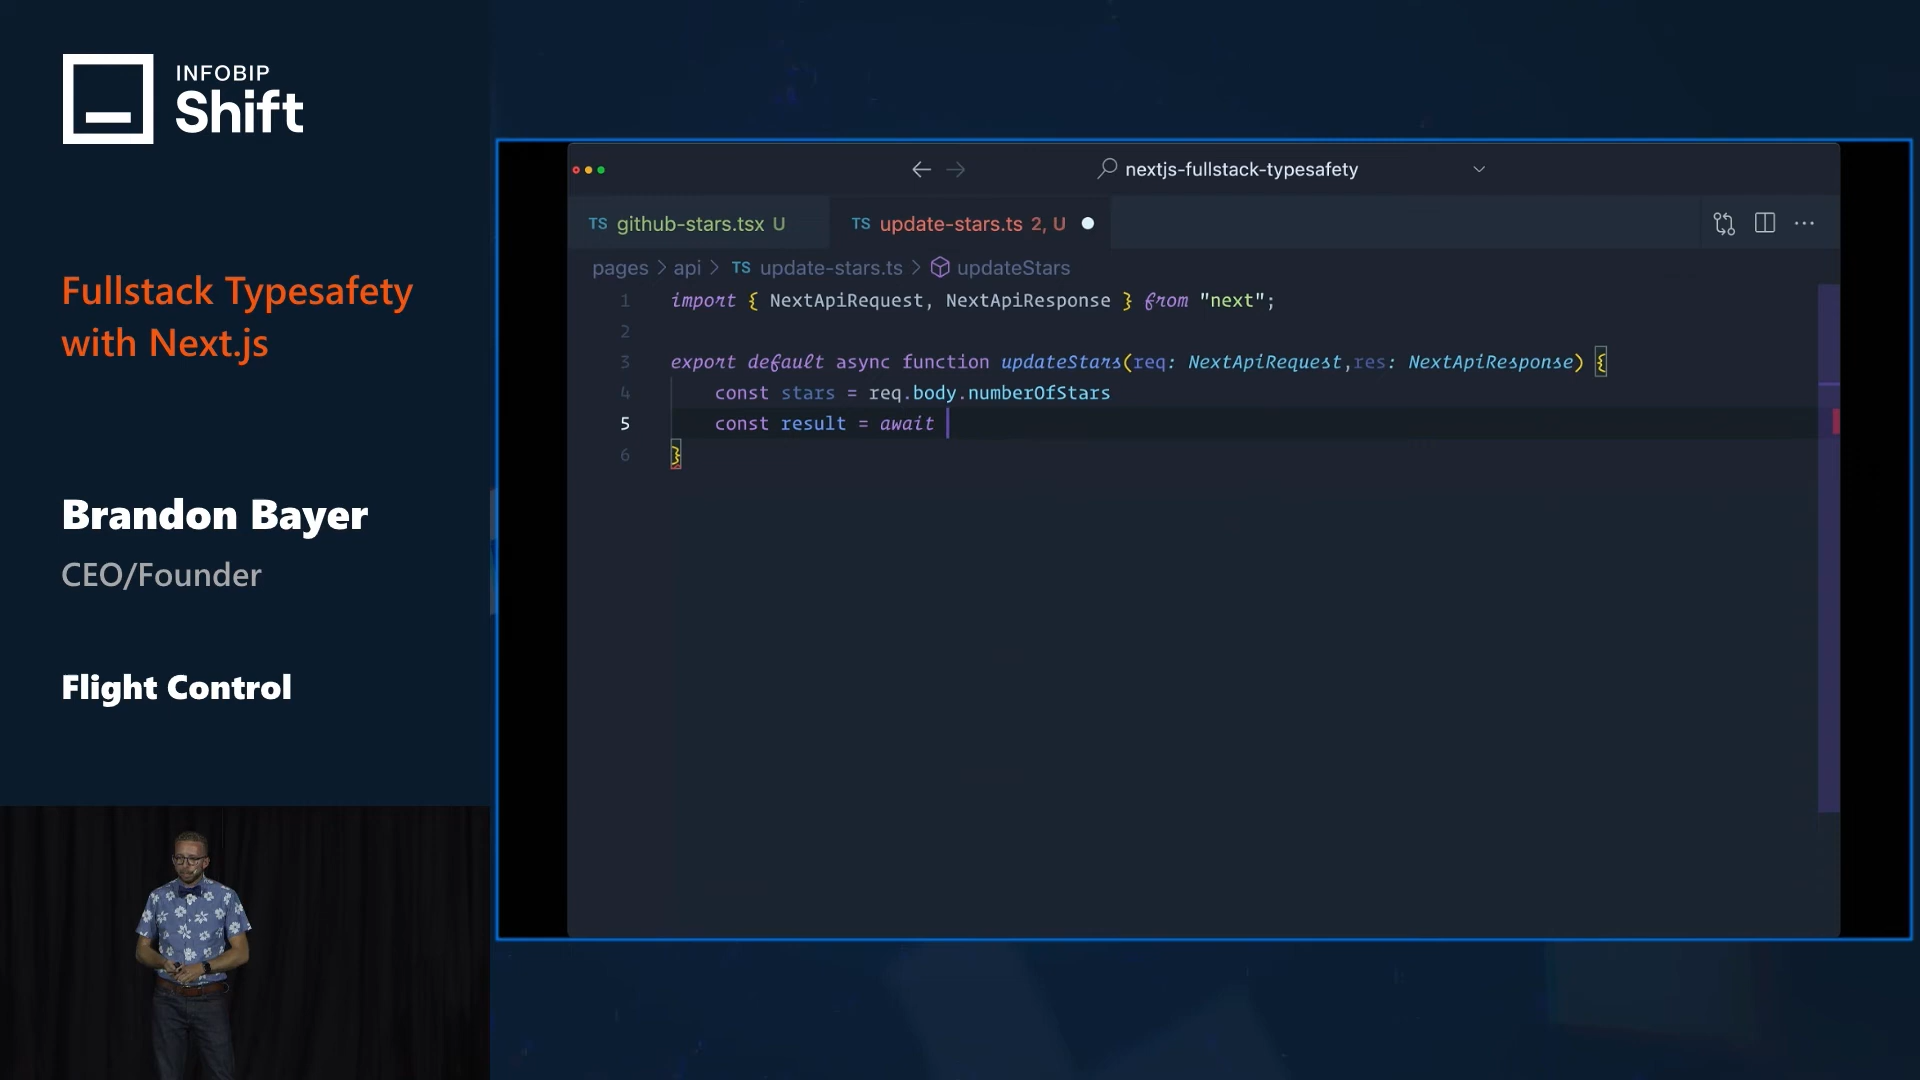 INFOBIP
Shift
Fullstack Typesafety
with Next.js
Brandon Bayer
CEO/Founder
Flight Control
nextjs-fullstack-typesafety
TS github-stars.tsx U
TS update-stars.ts 2, U
pages > api > TS update-stars.ts > updateStars
1 import { NextApiRequest, NextApiResponse } from "next";
2
3 export default async function updateStars(req: NextApiRequest,res: NextApiResponse) {
4 const stars = req.body.numberOfStars
5 const result = await
6 }